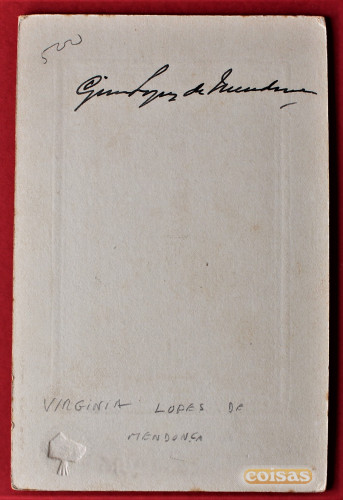 500
Lopes de Mendonça
VIRGINIA LOPES DE
MENDONÇA
coisas